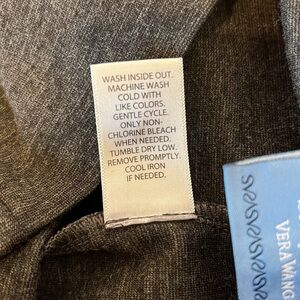 WASH INSIDE OUT.
MACHINE WASH
COLD WITH
LIKE COLORS.
GENTLE CYCLE.
ONLY NON-
CHLORINE BLEACH
WHEN NEEDED.
TUMBLE DRY LOW.
REMOVE PROMPTLY.
COOL IRON
IF NEEDED.
VERA WANG